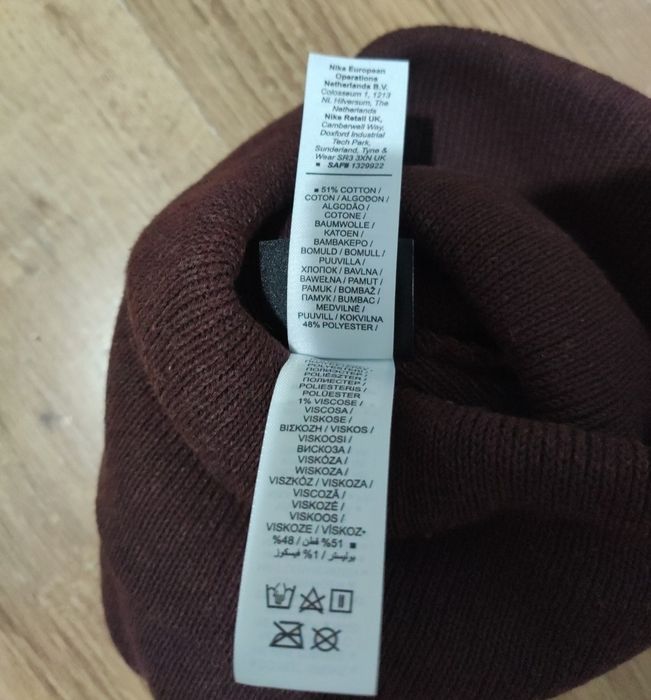 Nike European
Operations
Netherlands B.V.
Colosseum 1, 1213
NL Hilversum, The
Netherlands
Nike Retail UK,
Camberwell Way,
Doxford Industrial
Tech Park,
Sunderland, Tyne &
Wear SR3 3XN UK
▪ SAP# 1329922
▪ 51% COTTON /
COTON / ALGODÓN /
ALGODÃO /
COTONE /
BAUMWOLLE /
KATOEN /
ΒΑΜΒΑΚΕΡΟ /
BOMULD / BOMULL /
PUUVILLA /
ХЛОПОК / BAVLNA /
BAWEŁNA / PAMUT /
PAMUK / BOMBAŽ /
ПАМУК / BUMBAC /
MEDVILNĖ /
PUUVILL / KOKVILNA
48% POLYESTER /
ПОЛИЭСТЕР /
POLIÉSZTER /
ПОЛИЕСТЕР /
POLIESTERIS /
POLÜESTER
1% VISCOSE /
VISCOSA /
VISKOSE /
ΒΙΣΚΟΖΗ / VISKOS /
VISKOOSI /
ВИСКОЗА /
VISKÓZA /
WISKOZA /
VISZKÓZ / VISKOZA /
VISCOZĂ /
VISKOZĖ /
VISKOOS /
VISKOZE / VÍSKOZ▪
▪ 51% قطن / 48%
بوليستر / 1% فيسكوز